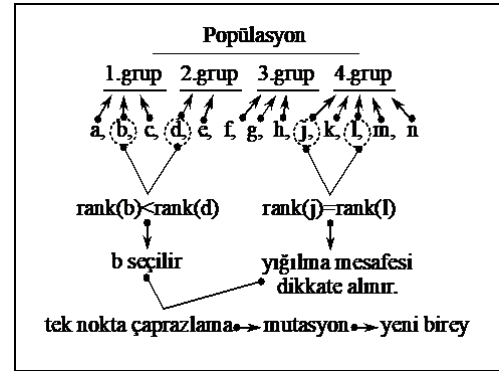 Popülasyon
1.grup 2.grup 3.grup 4.grup
a, b, c, d, e, f, g, h, j, k, l, m, n
rank(b)<rank(d) rank(j)=rank(l)
b seçilir yığılma mesafesi
dikkate alınır.
tek nokta çaprazlama mutasyon yeni birey